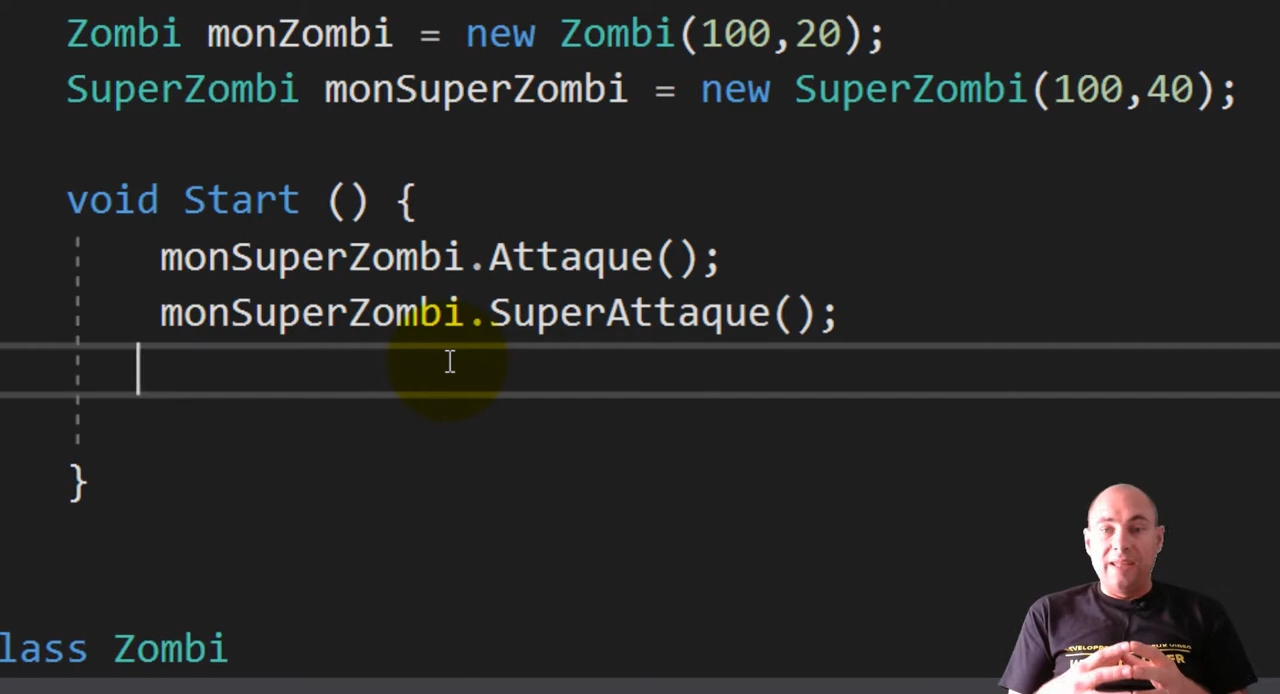 Zombi monZombi = new Zombi(100,20);
SuperZombi monSuperZombi = new SuperZombi(100,40);
void Start () {
monSuperZombi.Attaque();
monSuperZombi.SuperAttaque();
}
lass Zombi